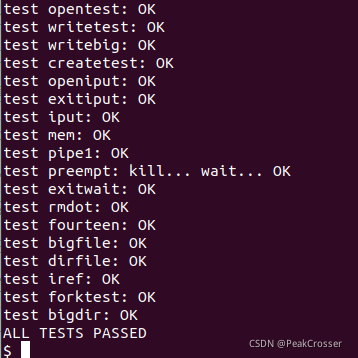 test opentest: OK
test writetest: OK
test writebig: OK
test createtest: OK
test openiput: OK
test exitiput: OK
test iput: OK
test mem: OK
test pipe1: OK
test preempt: kill... wait... OK
test exitwait: OK
test rmdot: OK
test fourteen: OK
test bigfile: OK
test dirfile: OK
test iref: OK
test forktest: OK
test bigdir: OK
ALL TESTS PASSED
$
CSDN @PeakCrosser